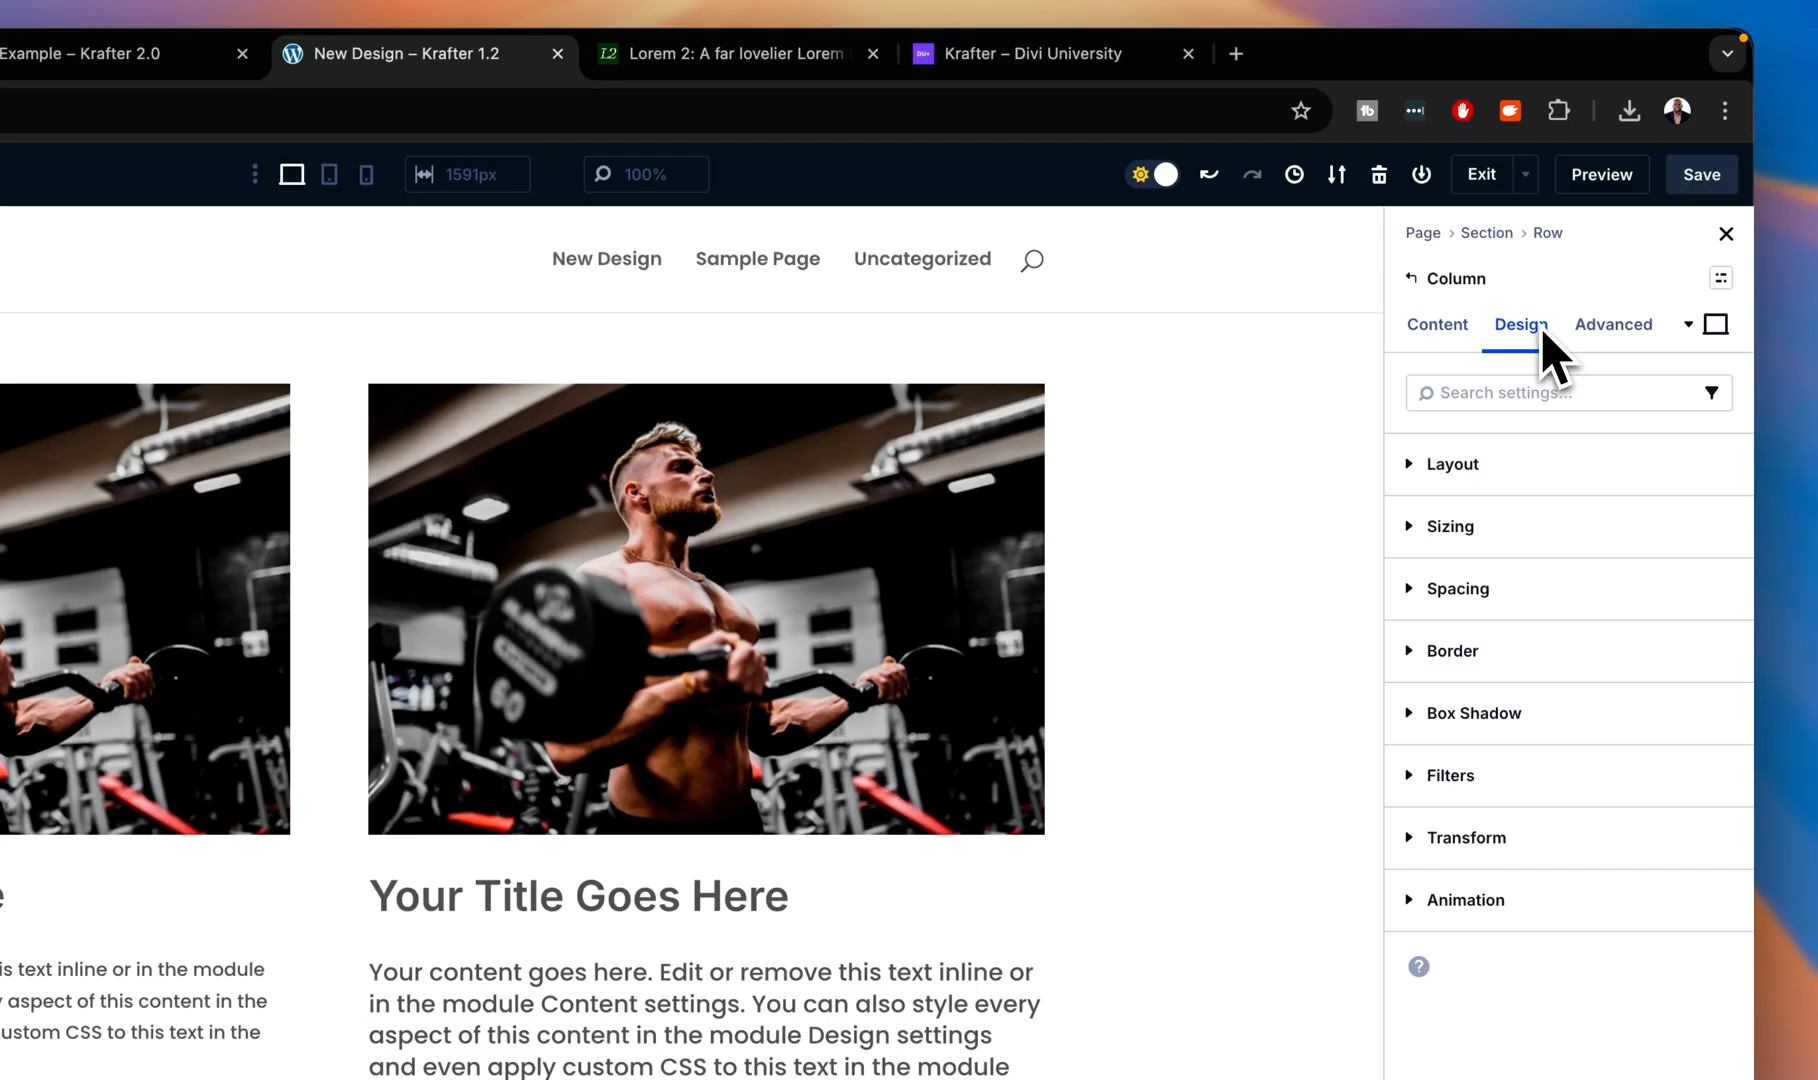 Example – Krafter 2.0
New Design – Krafter 1.2
L2 Lorem 2: A far lovelier Lorem
DU+ Krafter – Divi University
tb
1591px
100%
Exit
Preview
Save
New Design
Sample Page
Uncategorized
Page > Section > Row
Column
Content
Design
Advanced
Search settings...
Layout
Sizing
Spacing
Border
Box Shadow
Filters
Transform
Animation
?
60
e
Your Title Goes Here
is text inline or in the module
y aspect of this content in the
ustom CSS to this text in the
Your content goes here. Edit or remove this text inline or
in the module Content settings. You can also style every
aspect of this content in the module Design settings
and even apply custom CSS to this text in the module